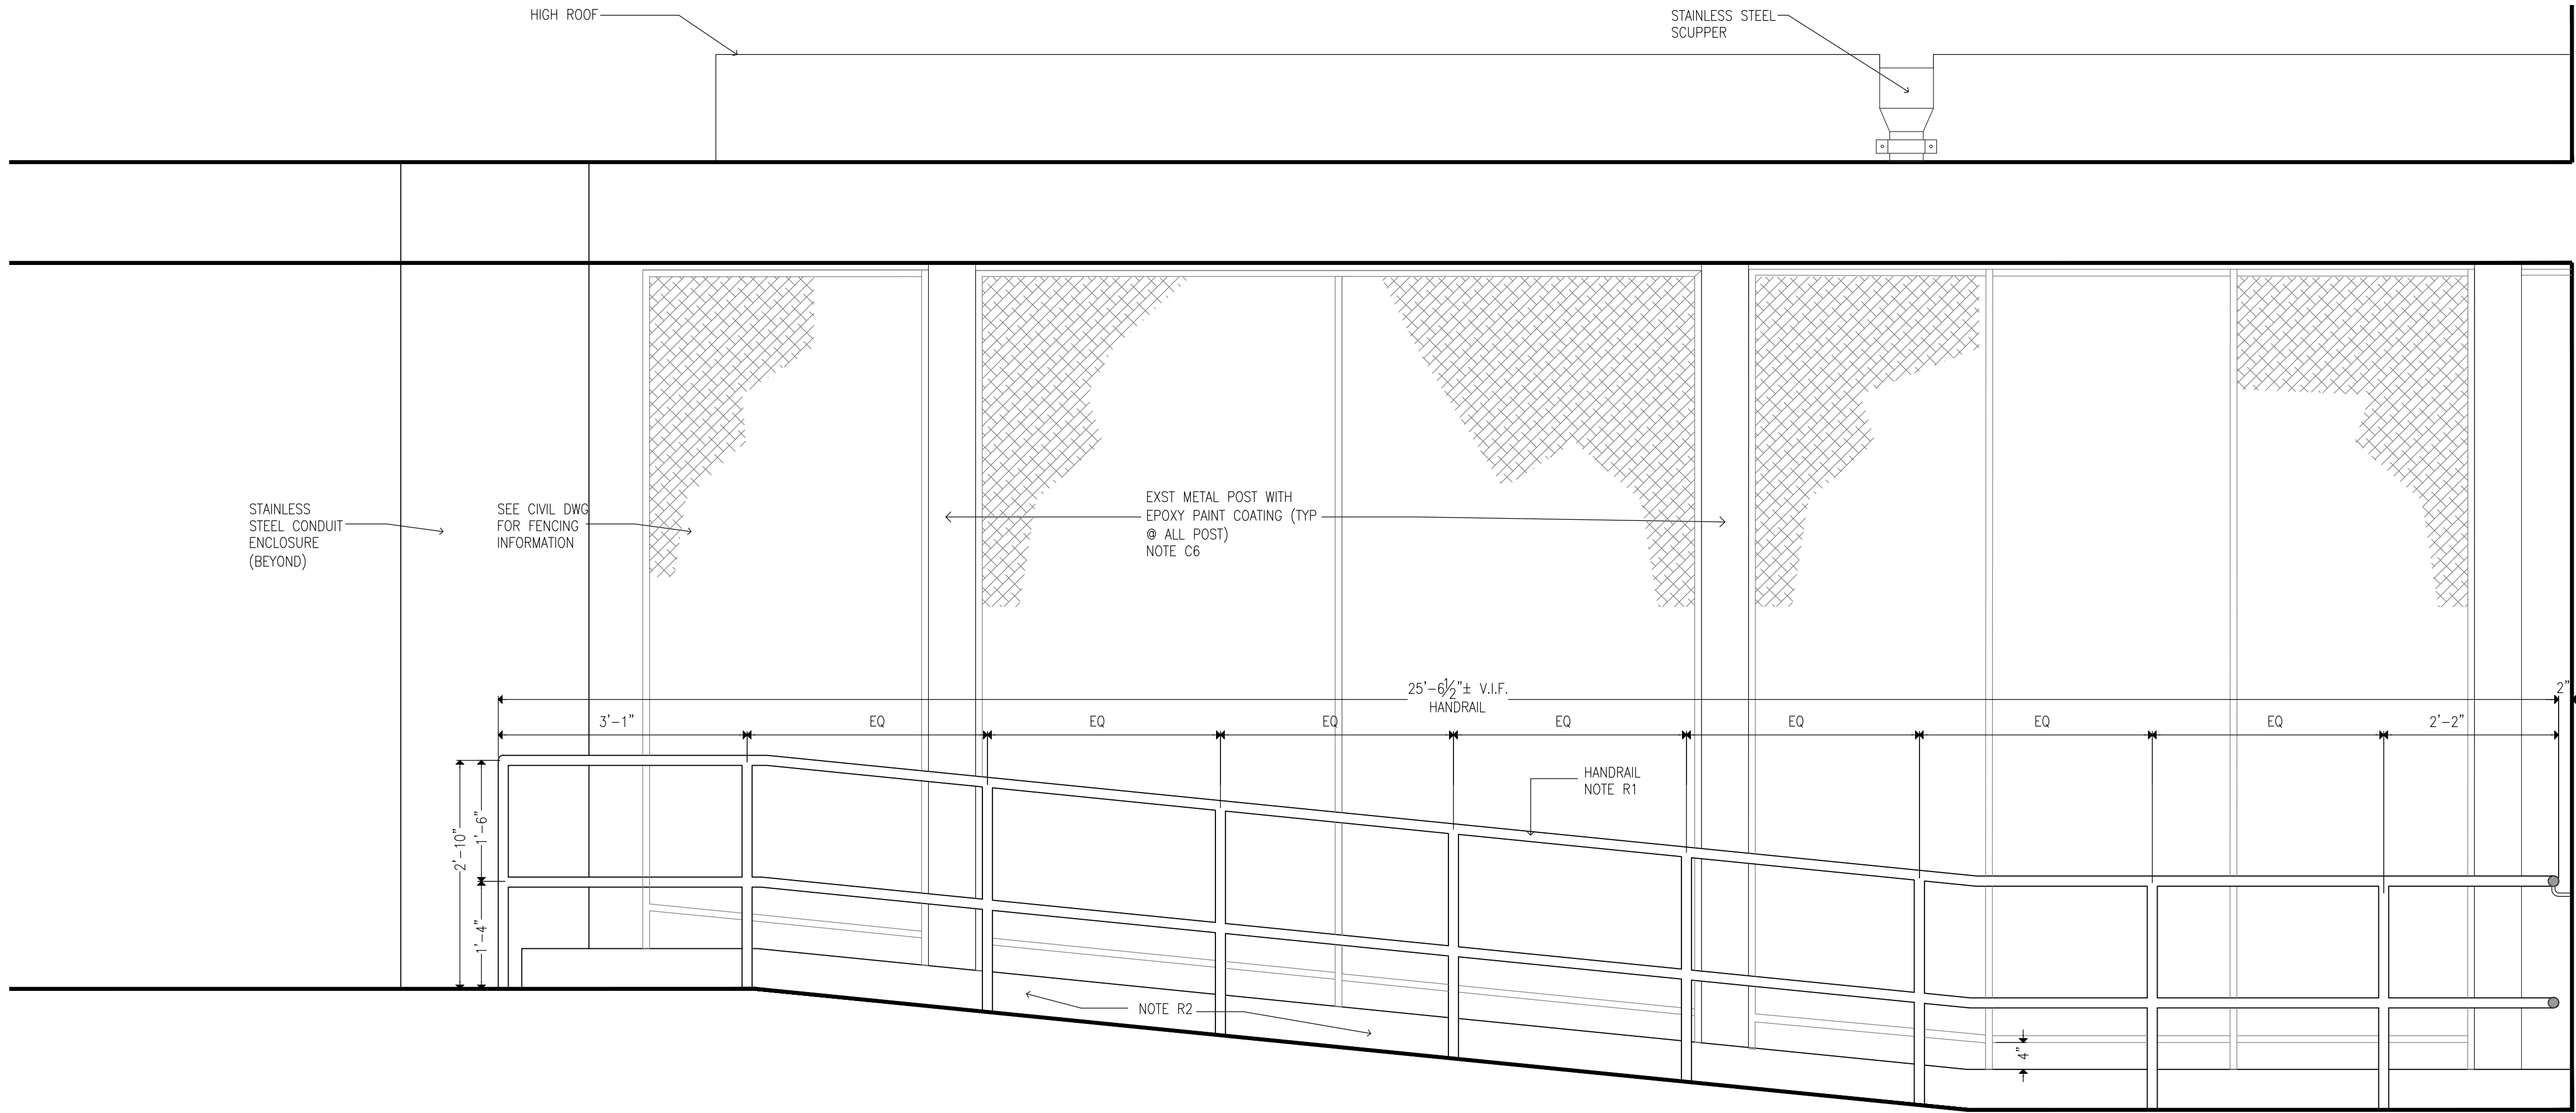 HIGH ROOF
STAINLESS STEEL
SCUPPER
STAINLESS
STEEL CONDUIT
ENCLOSURE
(BEYOND)
SEE CIVIL DWG
FOR FENCING
INFORMATION
EXST METAL POST WITH
EPOXY PAINT COATING (TYP
@ ALL POST)
NOTE C6
25'-6 1/2"± V.I.F.
HANDRAIL
2"
3'-1"
EQ
EQ
EQ
EQ
EQ
EQ
EQ
2'-2"
HANDRAIL
NOTE R1
2'-10"
1'-6"
1'-4"
NOTE R2
4"